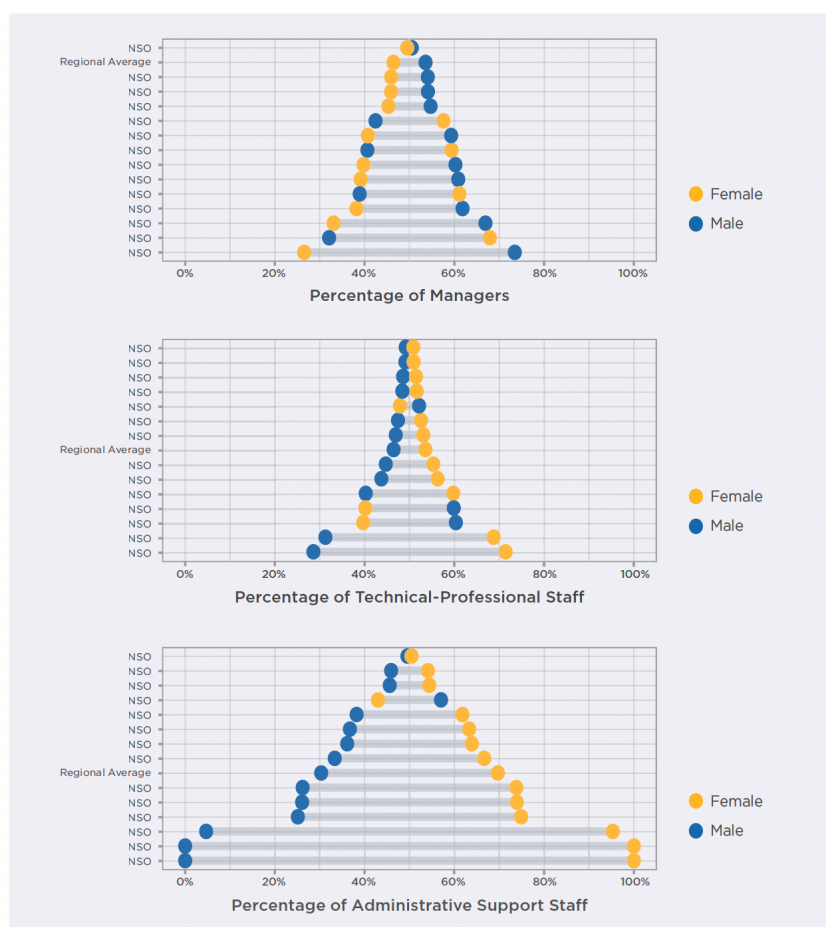 NSO
Regional Average
NSO
NSO
NSO
NSO
NSO
NSO
NSO
NSO
NSO
NSO
NSO
NSO
NSO
Female
Male
0% 20% 40% 60% 80% 100%
Percentage of Managers
NSO
NSO
NSO
NSO
NSO
NSO
NSO
Regional Average
NSO
NSO
NSO
NSO
NSO
NSO
NSO
Female
Male
0% 20% 40% 60% 80% 100%
Percentage of Technical-Professional Staff
NSO
NSO
NSO
NSO
NSO
NSO
NSO
NSO
Regional Average
NSO
NSO
NSO
NSO
NSO
NSO
Female
Male
0% 20% 40% 60% 80% 100%
Percentage of Administrative Support Staff